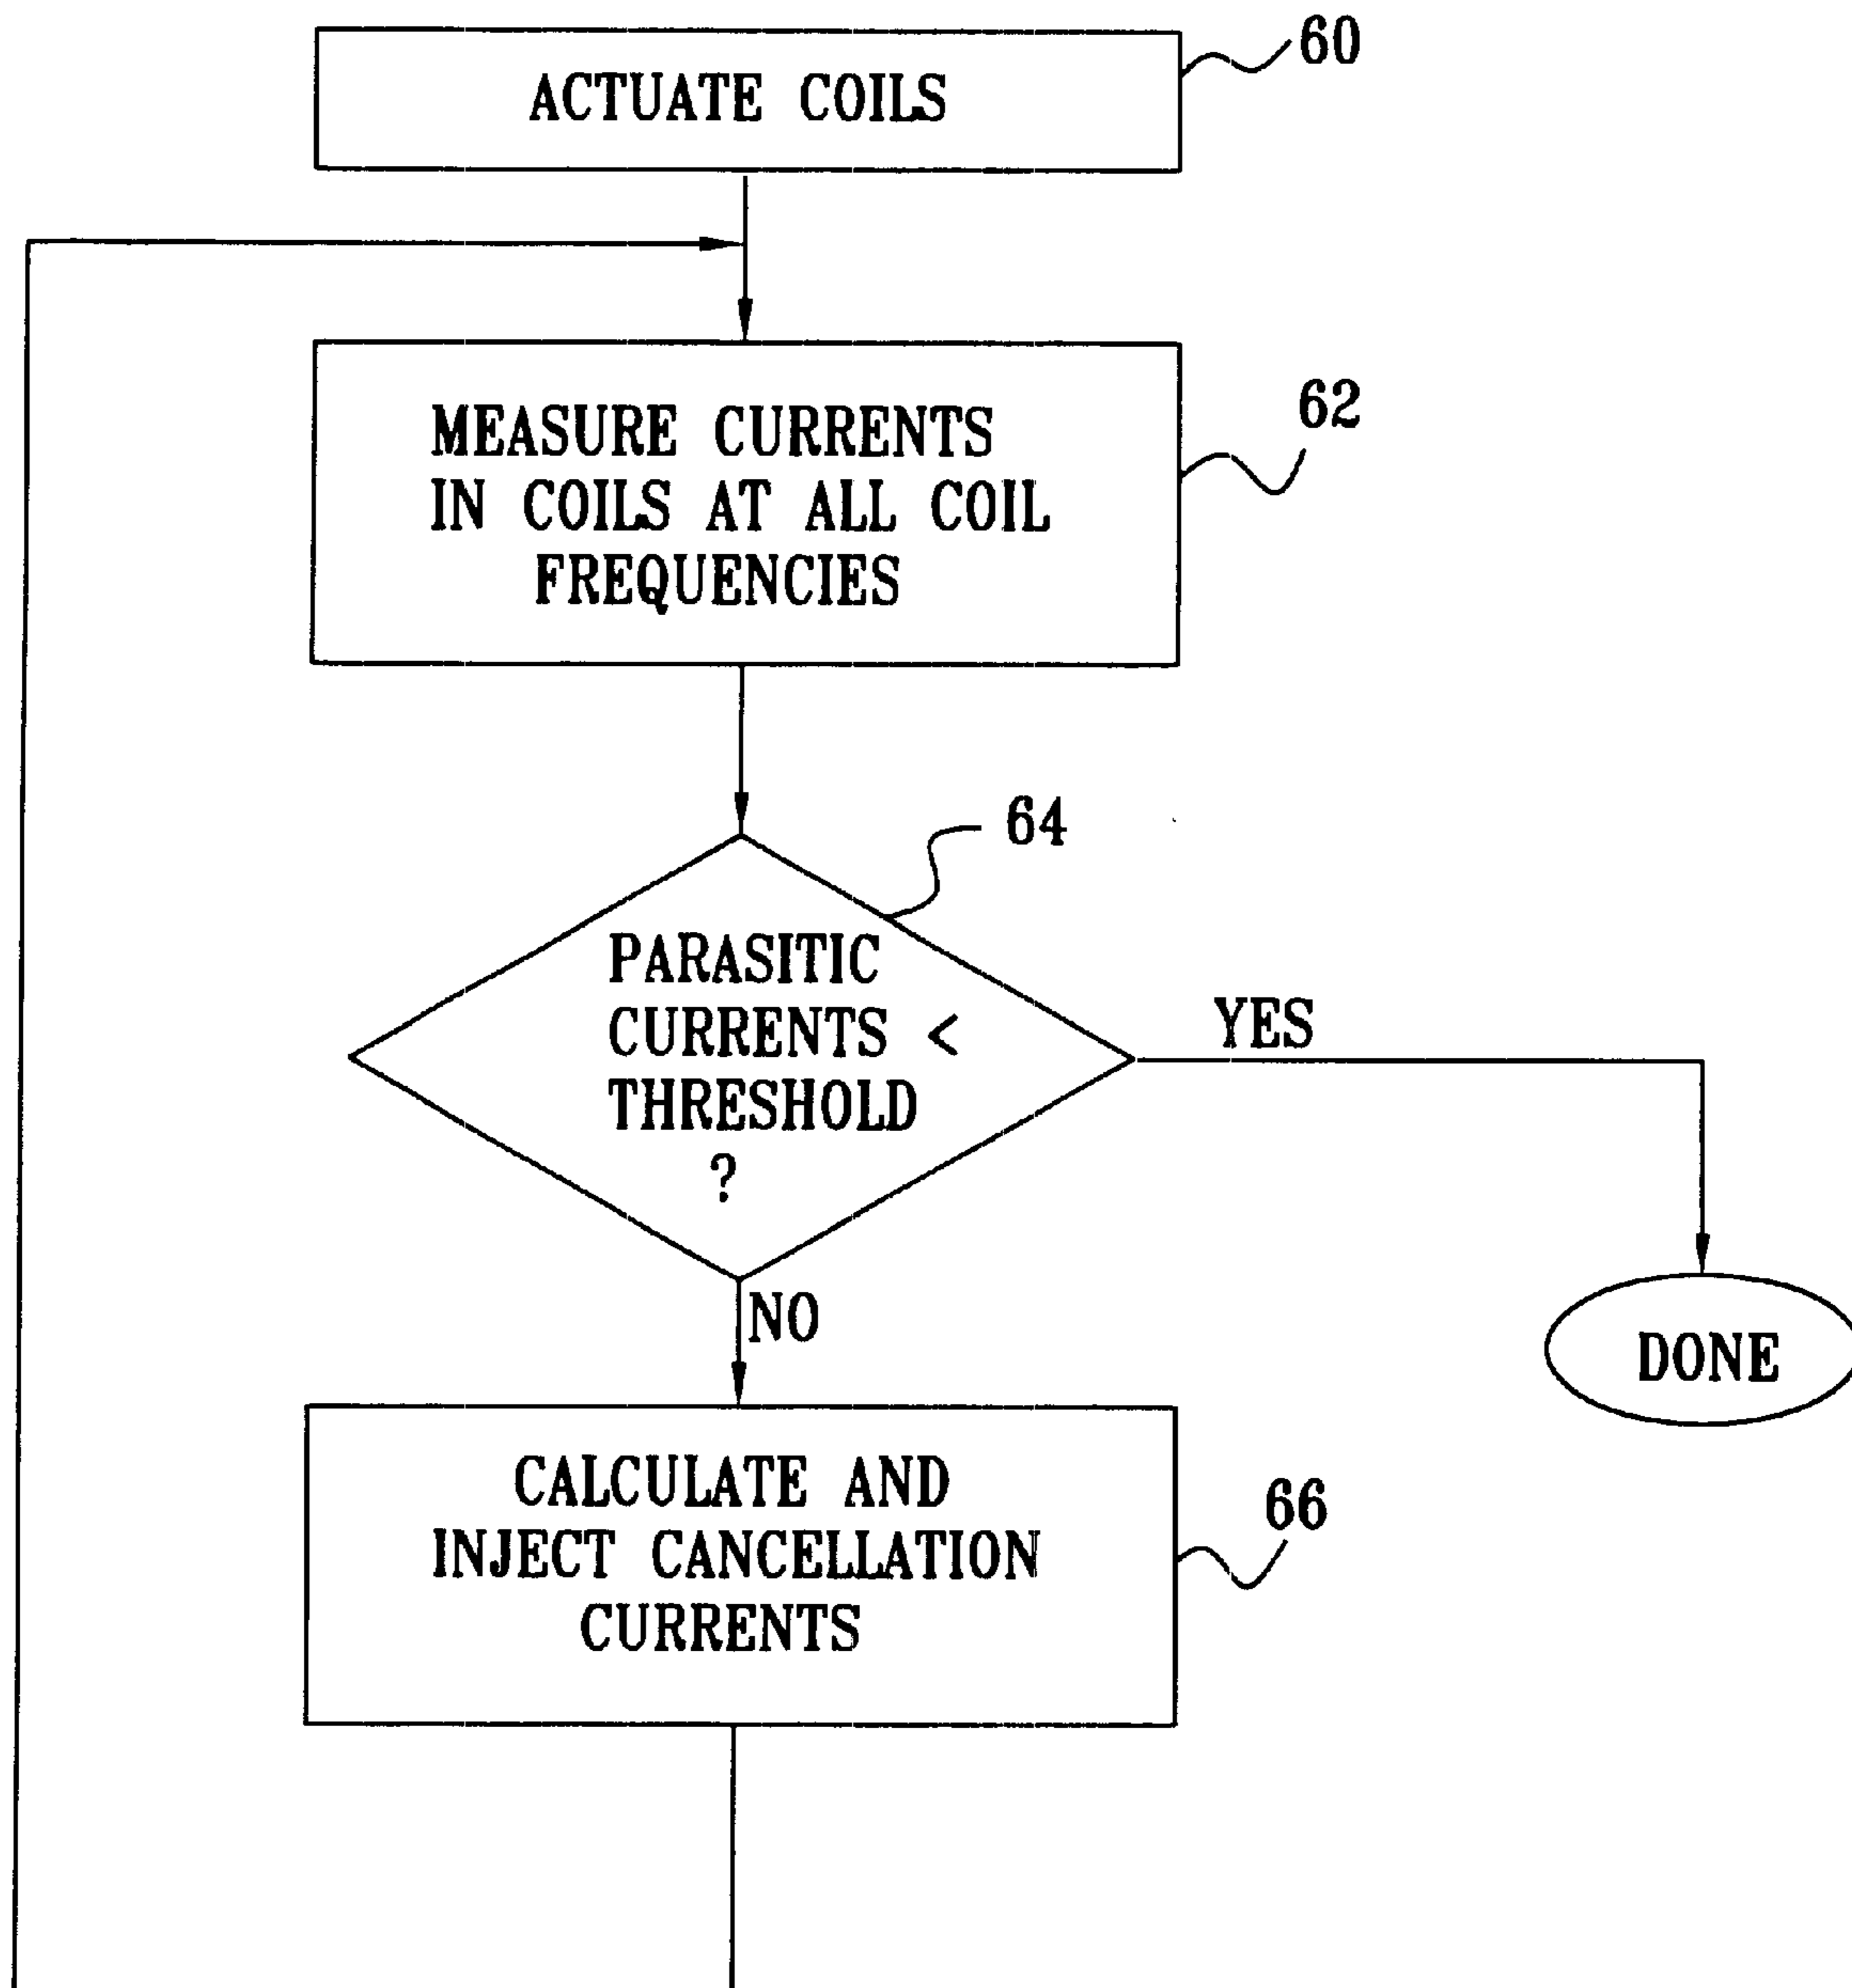 ACTUATE COILS
60
MEASURE CURRENTS
IN COILS AT ALL COIL
FREQUENCIES
62
64
PARASITIC
CURRENTS <
THRESHOLD
?
YES
NO
DONE
CALCULATE AND
INJECT CANCELLATION
CURRENTS
66